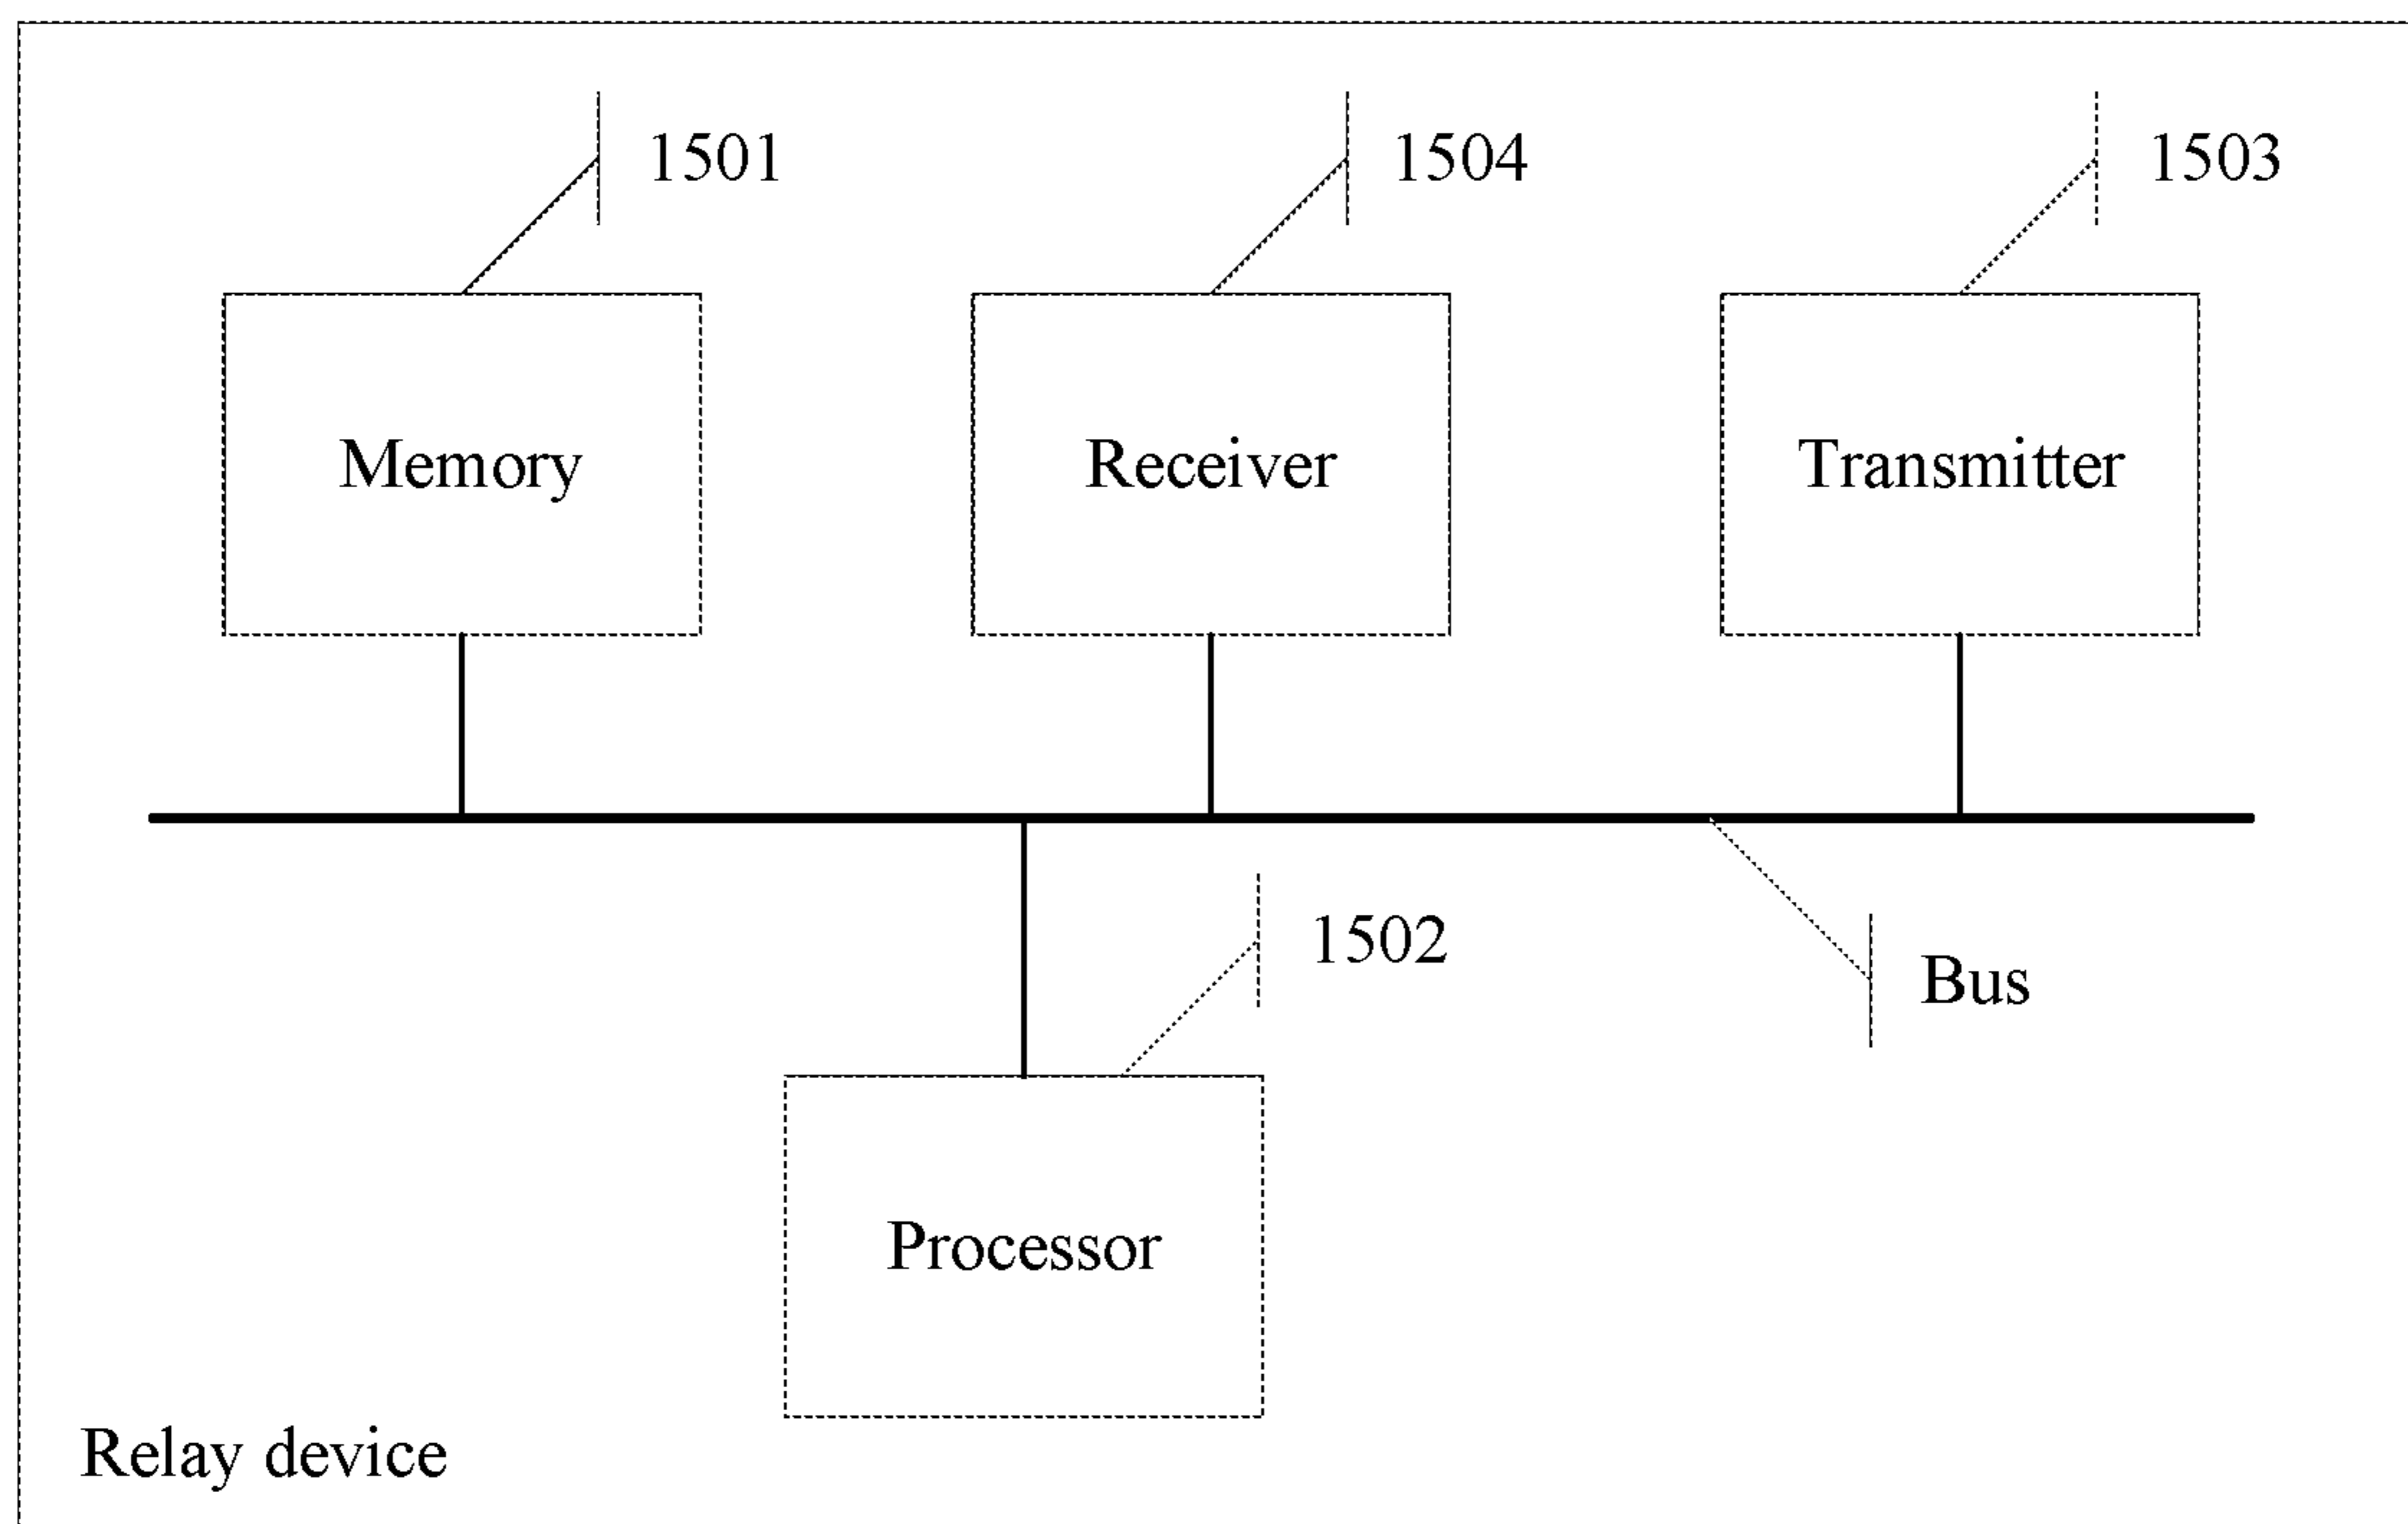 1501
1504
1503
Memory
Receiver
Transmitter
1502
Bus
Processor
Relay device